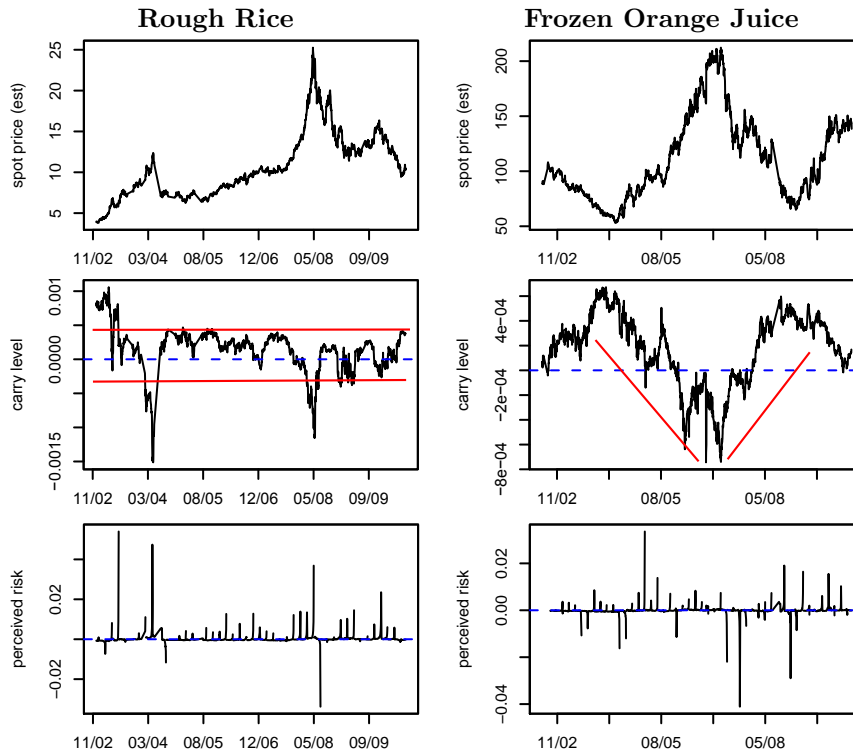 Rough Rice
Frozen Orange Juice
spot price (est)
25
20
15
10
5
11/02 03/04 08/05 12/06 05/08 09/09
spot price (est)
200
150
100
50
11/02 08/05 05/08
carry level
0.001
0.0000
−0.0015
11/02 03/04 08/05 12/06 05/08 09/09
carry level
4e−04
−2e−04
−8e−04
11/02 08/05 05/08
perceived risk
0.02
−0.02
11/02 03/04 08/05 12/06 05/08 09/09
perceived risk
0.02
0.00
−0.04
11/02 08/05 05/08